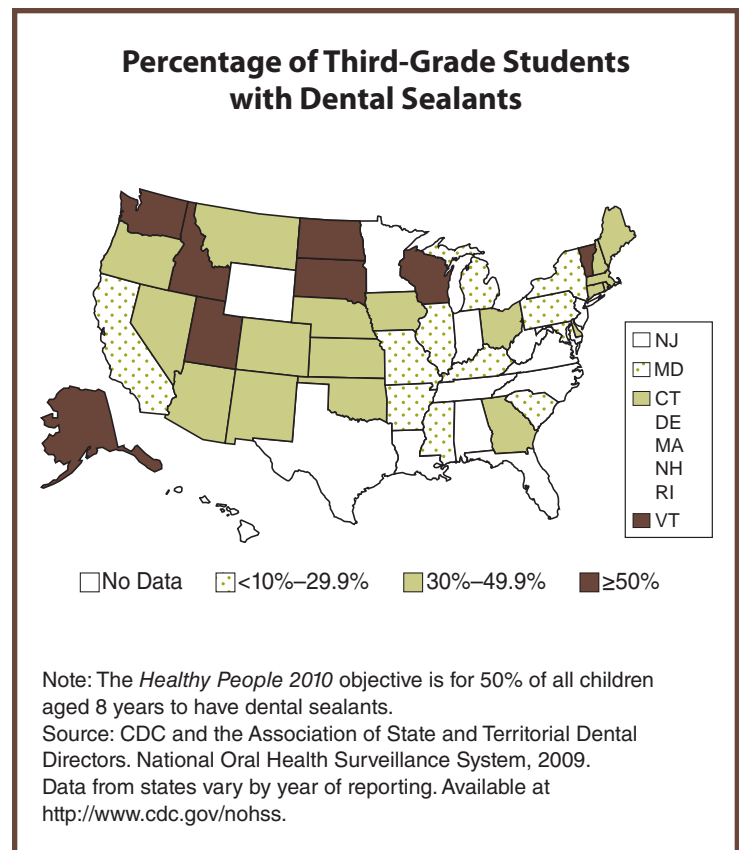 Percentage of Third-Grade Students
with Dental Sealants
NJ
MD
CT
DE
MA
NH
RI
VT
No Data <10%–29.9% 30%–49.9% ≥50%
Note: The Healthy People 2010 objective is for 50% of all children
aged 8 years to have dental sealants.
Source: CDC and the Association of State and Territorial Dental
Directors. National Oral Health Surveillance System, 2009.
Data from states vary by year of reporting. Available at
http://www.cdc.gov/nohss.